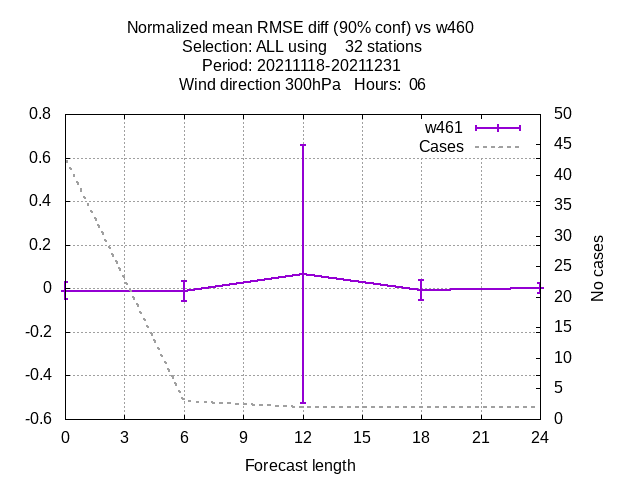 Normalized mean RMSE diff (90% conf) vs w460
Selection: ALL using    32 stations
Period: 20211118-20211231
Wind direction 300hPa   Hours:  06
0.8
0.6
0.4
0.2
0
-0.2
-0.4
-0.6
w461
Cases
50
45
40
35
30
25
20
15
10
5
0
No cases
0 3 6 9 12 15 18 21 24
Forecast length